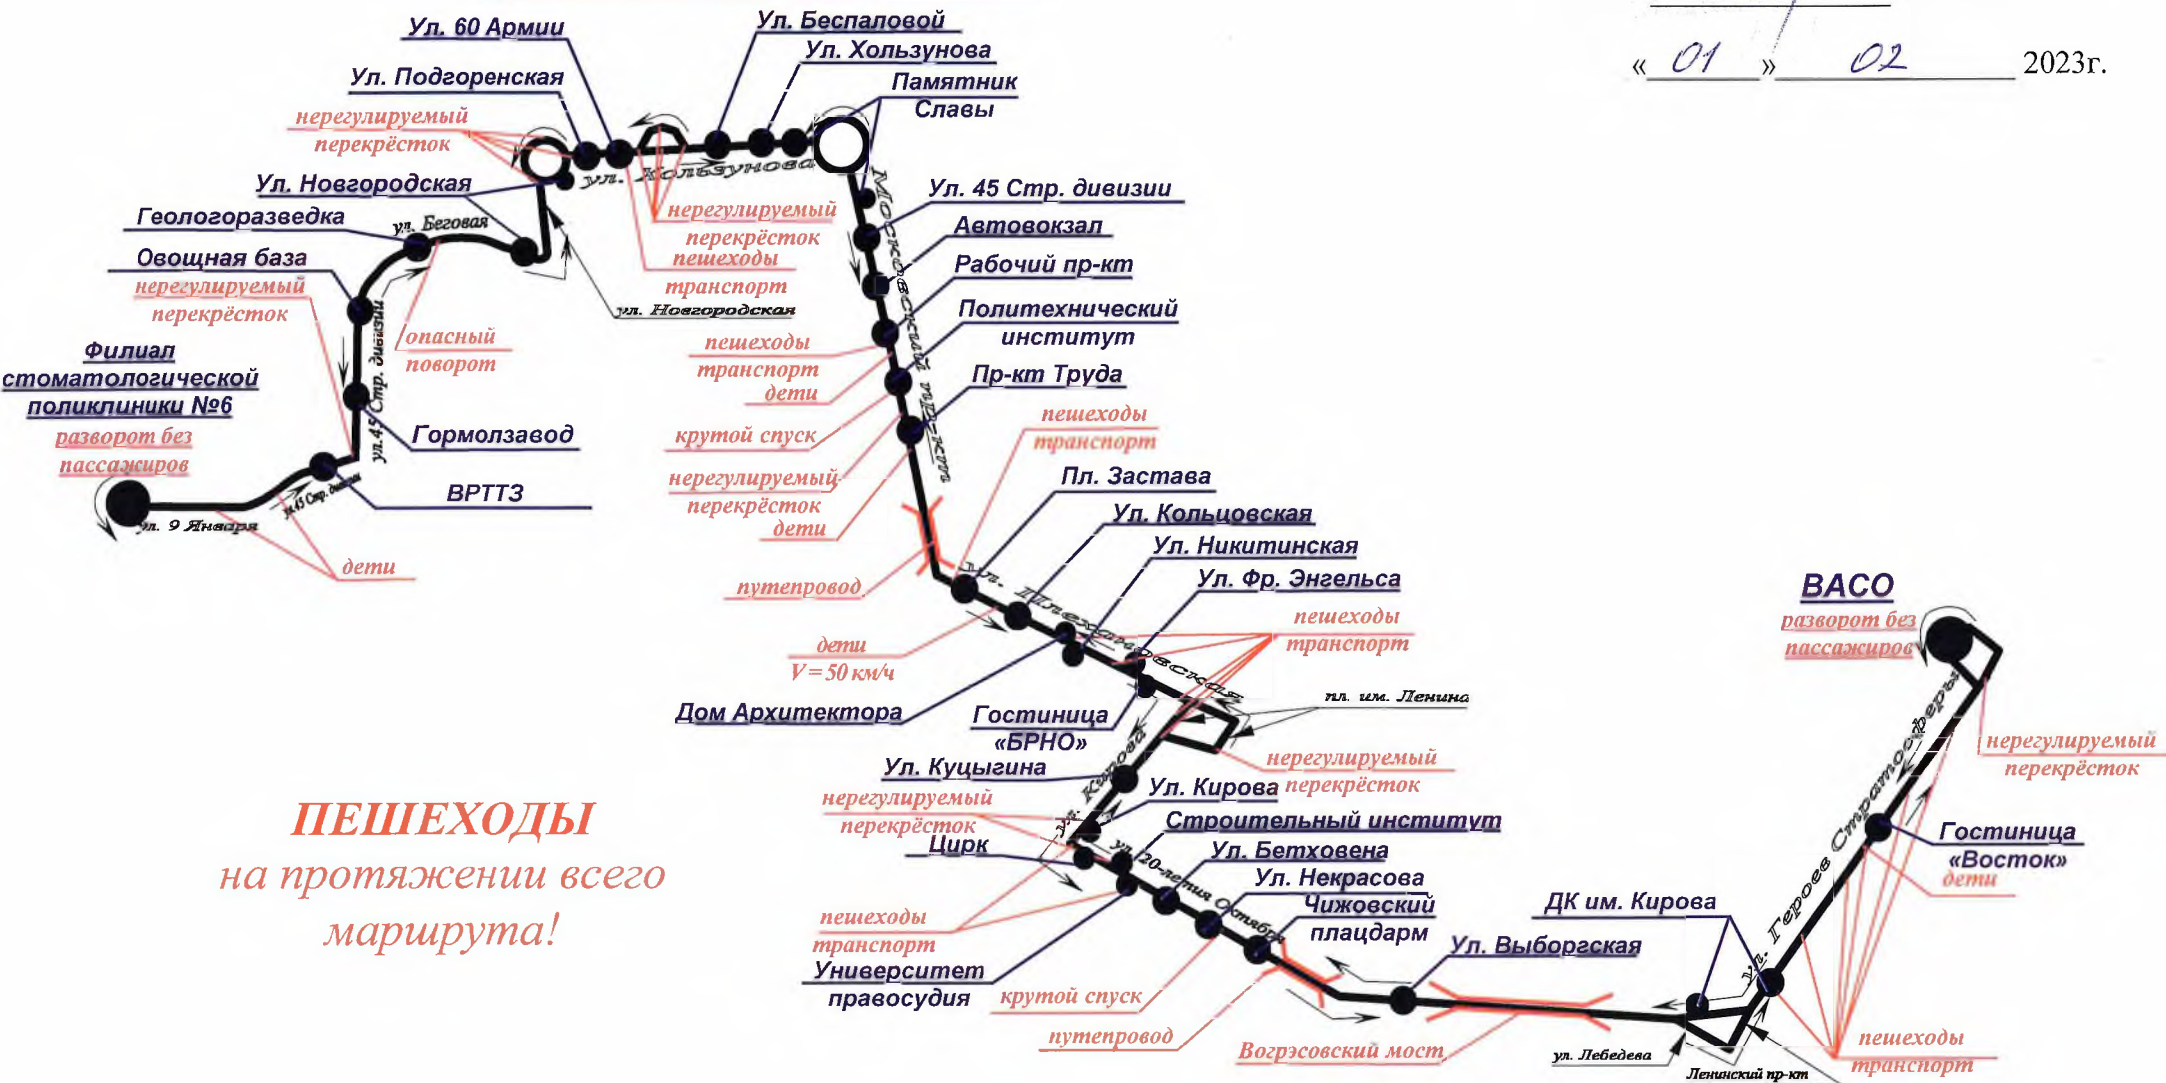 « 01 » 02 2023г.
Ул. 60 Армии
Ул. Беспаловой
Ул. Хользунова
Ул. Подгоренская
Памятник
Славы
нерегулируемый
перекрёсток
ул. Хользунова
Ул. Новгородская
Геологоразведка
ул. Беговая
Овощная база
нерегулируемый
перекрёсток
нерегулируемый
перекрёсток
пешеходы
транспорт
ул. Новгородская
Московский пр-кт
Ул. 45 Стр. дивизии
Автовокзал
Рабочий пр-кт
Политехнический
институт
Пр-кт Труда
опасный
поворот
ул.45 Стр. дивизии
Филиал
стоматологической
поликлиники №6
разворот без
пассажиров
Гормолзавод
ВРТТЗ
ул.45 Стр. дивизии
ул. 9 Января
дети
пешеходы
транспорт
дети
крутой спуск
нерегулируемый
перекрёсток
дети
путепровод
пешеходы
транспорт
Пл. Застава
Ул. Кольцовская
Ул. Никитинская
Ул. Фр. Энгельса
ул. Плехановская
пешеходы
транспорт
дети
V = 50 км/ч
Дом Архитектора
Гостиница
«БРНО»
пл. им. Ленина
нерегулируемый
перекрёсток
Ул. Куцыгина
ул. Кирова
Ул. Кирова
нерегулируемый
перекрёсток
Цирк
Строительный институт
ул. 20-летия Октября
Ул. Бетховена
Ул. Некрасова
Чижовский
плацдарм
пешеходы
транспорт
Университет
правосудия
крутой спуск
путепровод
Ул. Выборгская
Вогрэсовский мост
ДК им. Кирова
ул. Лебедева
Ленинский пр-кт
ул. Героев Стратосферы
ВАСО
разворот без
пассажиров
нерегулируемый
перекрёсток
Гостиница
«Восток»
дети
пешеходы
транспорт
ПЕШЕХОДЫ
на протяжении всего
маршрута!